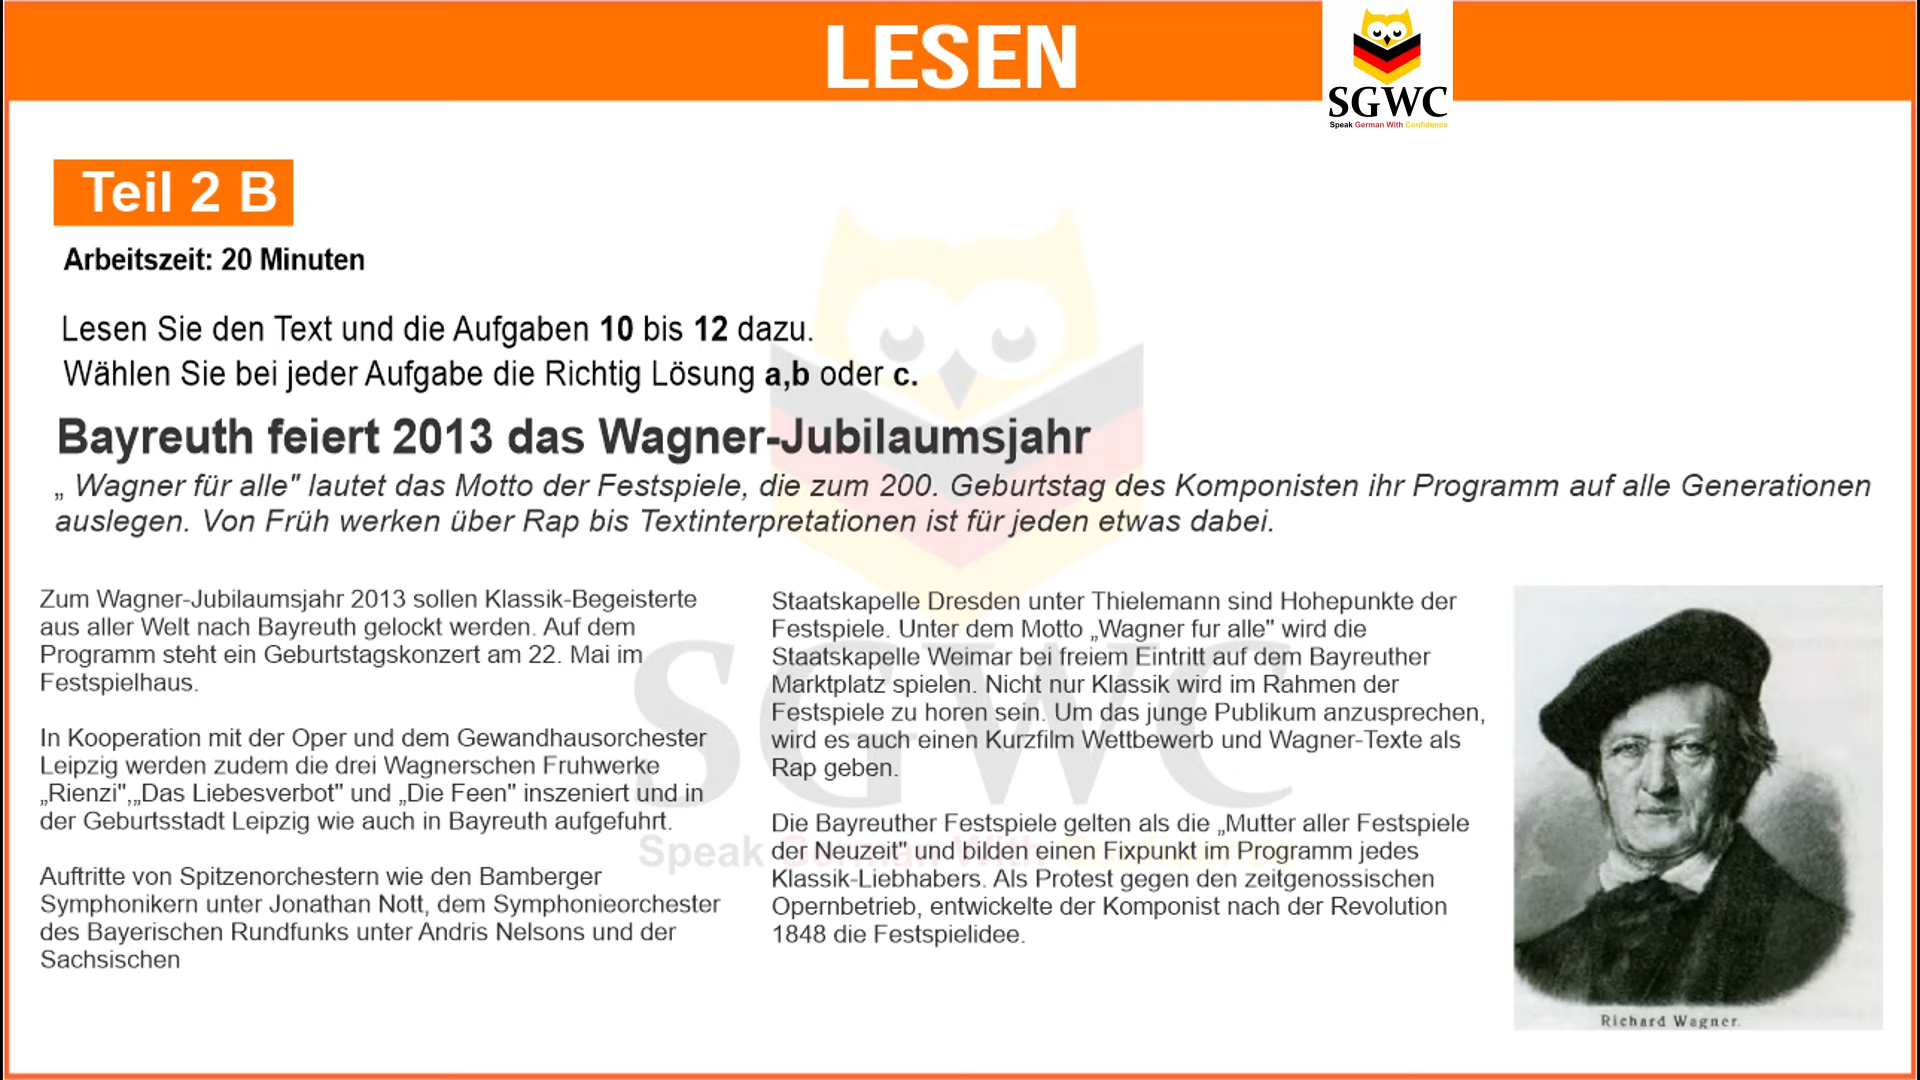 LESEN
SGWC
Speak German With Confidence
Teil 2 B
Arbeitszeit: 20 Minuten
Lesen Sie den Text und die Aufgaben 10 bis 12 dazu.
Wählen Sie bei jeder Aufgabe die Richtig Lösung a,b oder c.
Bayreuth feiert 2013 das Wagner-Jubilaumsjahr
„ Wagner für alle" lautet das Motto der Festspiele, die zum 200. Geburtstag des Komponisten ihr Programm auf alle Generationen
auslegen. Von Früh werken über Rap bis Textinterpretationen ist für jeden etwas dabei.
Zum Wagner-Jubilaumsjahr 2013 sollen Klassik-Begeisterte
aus aller Welt nach Bayreuth gelockt werden. Auf dem
Programm steht ein Geburtstagskonzert am 22. Mai im
Festspielhaus.
In Kooperation mit der Oper und dem Gewandhausorchester
Leipzig werden zudem die drei Wagnerschen Fruhwerke
„Rienzi",„Das Liebesverbot" und „Die Feen" inszeniert und in
der Geburtsstadt Leipzig wie auch in Bayreuth aufgefuhrt.
Auftritte von Spitzenorchestern wie den Bamberger
Symphonikern unter Jonathan Nott, dem Symphonieorchester
des Bayerischen Rundfunks unter Andris Nelsons und der
Sachsischen
Staatskapelle Dresden unter Thielemann sind Hohepunkte der
Festspiele. Unter dem Motto „Wagner fur alle" wird die
Staatskapelle Weimar bei freiem Eintritt auf dem Bayreuther
Marktplatz spielen. Nicht nur Klassik wird im Rahmen der
Festspiele zu horen sein. Um das junge Publikum anzusprechen,
wird es auch einen Kurzfilm Wettbewerb und Wagner-Texte als
Rap geben.
Die Bayreuther Festspiele gelten als die „Mutter aller Festspiele
der Neuzeit" und bilden einen Fixpunkt im Programm jedes
Klassik-Liebhabers. Als Protest gegen den zeitgenossischen
Opernbetrieb, entwickelte der Komponist nach der Revolution
1848 die Festspielidee.
Richard Wagner.
SGWC
Speak German With